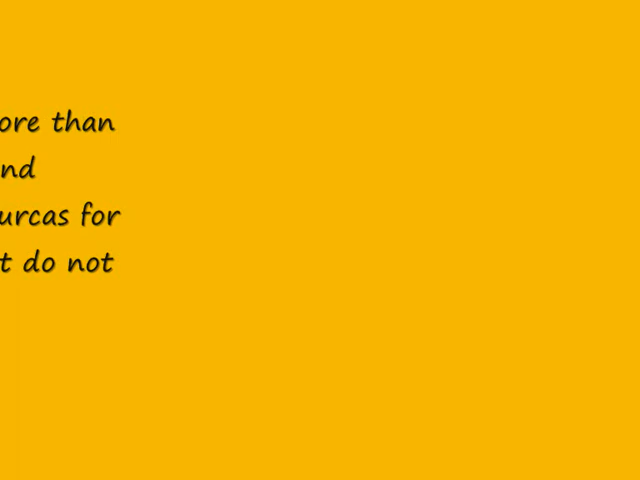 ore than
nd
urcas for
t do not